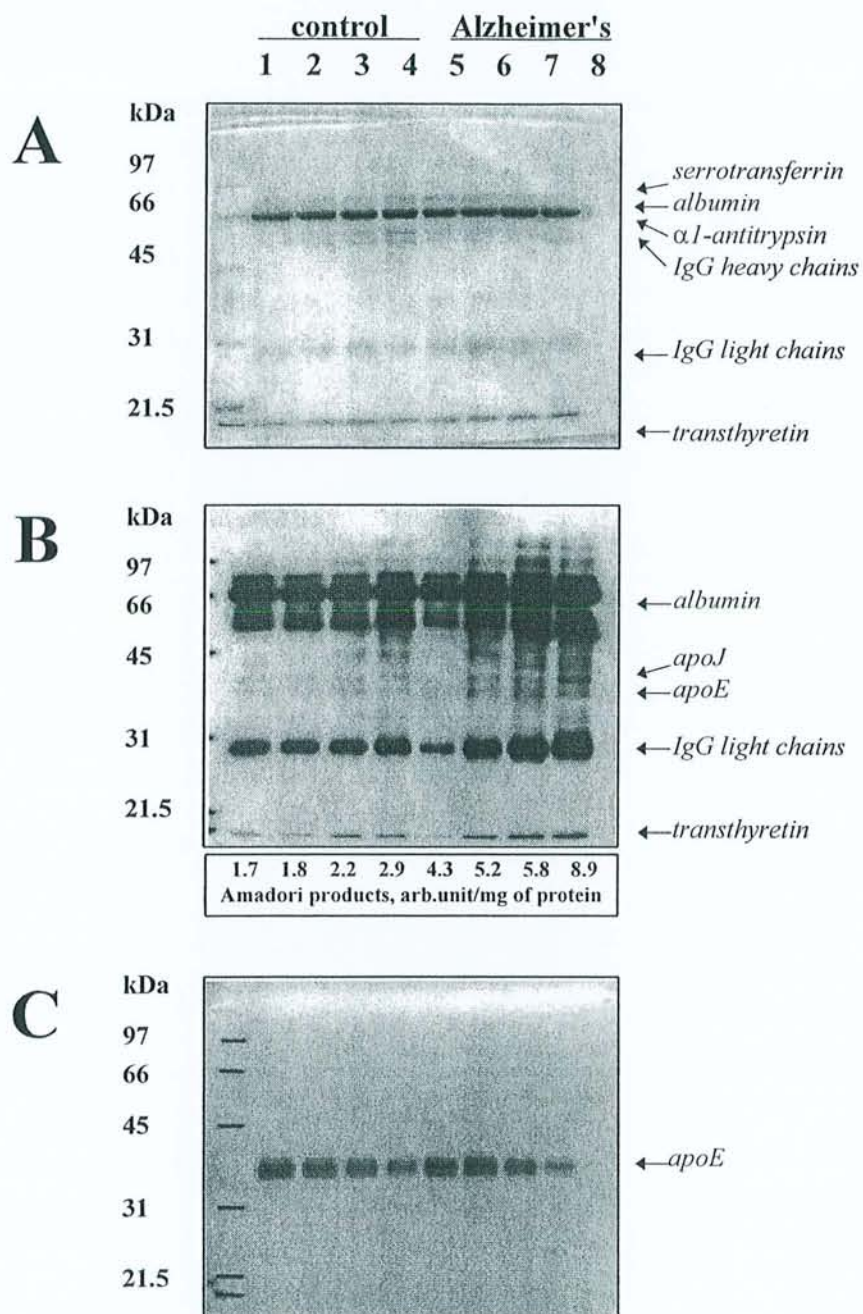 control Alzheimer's
1 2 3 4 5 6 7 8
A
kDa
97
66
45
31
21.5
serrotransferrin
albumin
α1-antitrypsin
IgG heavy chains
IgG light chains
transthyretin
B
kDa
97
66
45
31
21.5
albumin
apoJ
apoE
IgG light chains
transthyretin
1.7 1.8 2.2 2.9 4.3 5.2 5.8 8.9
Amadori products, arb.unit/mg of protein
C
kDa
97
66
45
31
21.5
apoE